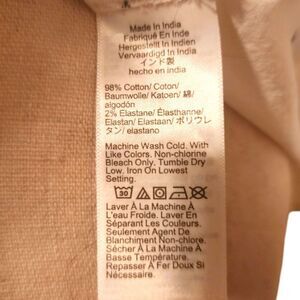 Made In India
Fabriqué En Inde
Hergestellt In Indien
Vervaardigd In India
インド製
hecho en india
98% Cotton/ Coton/
Baumwolle/ Katoen/ 綿/
algodón
2% Elastane/ Élasthanne/
Elastan/ Elastaan/ ポリウレ
タン/ elastano
Machine Wash Cold. With
Like Colors. Non-chlorine
Bleach Only. Tumble Dry
Low. Iron On Lowest
Setting.
30
Laver À La Machine À
L'eau Froide. Laver En
Séparant Les Couleurs.
Seulement Agent De
Blanchiment Non-chloric.
Sécher À La Machine À
Basse Température.
Repasser À Fer Doux Si
Nécessaire.